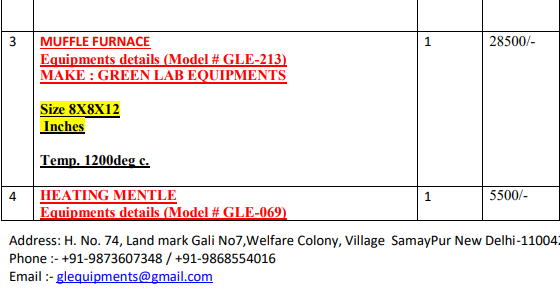 3 MUFFLE FURNACE 1 28500/-
Equipments details (Model # GLE-213)
MAKE : GREEN LAB EQUIPMENTS
Size 8X8X12
Inches
Temp. 1200deg c.
4 HEATING MENTLE 1 5500/-
Equipments details (Model # GLE-069)
Address: H. No. 74, Land mark Gali No7,Welfare Colony, Village SamayPur New Delhi-11004
Phone :- +91-9873607348 / +91-9868554016
Email :- glequipments@gmail.com